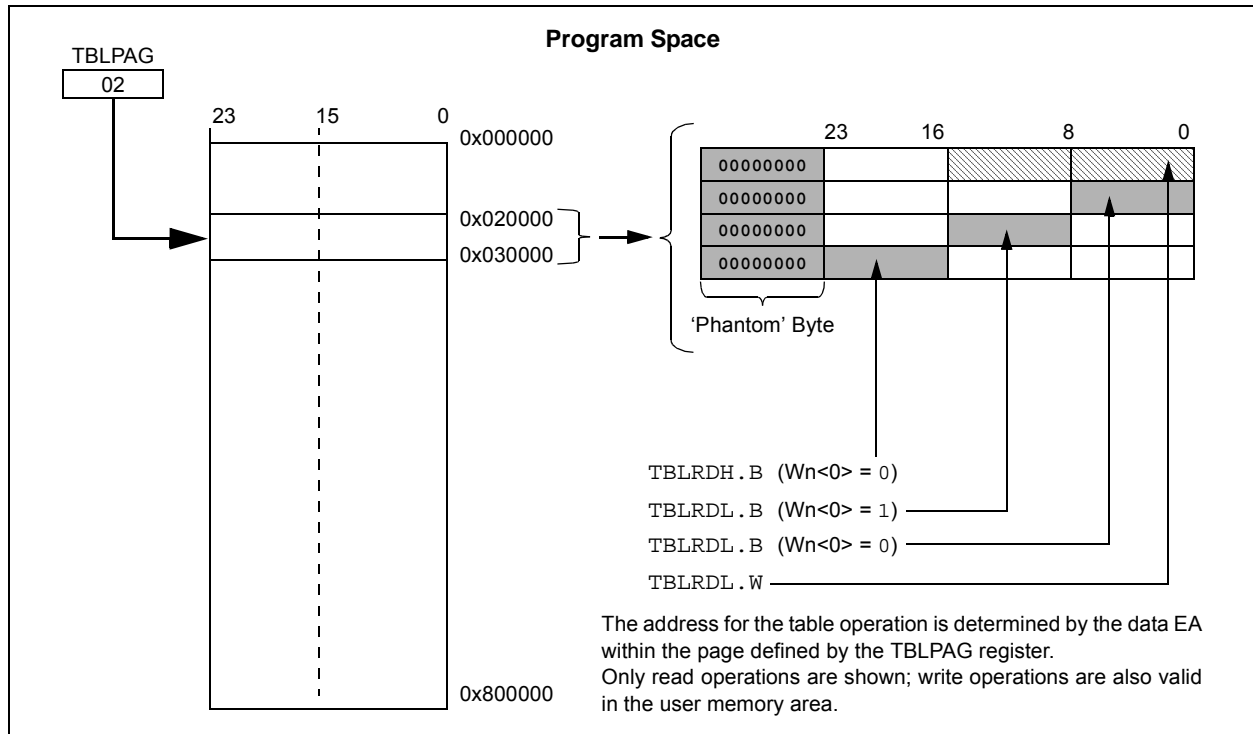 Program Space
TBLPAG
02
23 15 0
0x000000
0x020000
0x030000
0x800000
23 16 8 0
00000000
00000000
00000000
00000000
‘Phantom’ Byte
TBLRDH.B (Wn<0> = 0)
TBLRDL.B (Wn<0> = 1)
TBLRDL.B (Wn<0> = 0)
TBLRDL.W
The address for the table operation is determined by the data EA
within the page defined by the TBLPAG register.
Only read operations are shown; write operations are also valid
in the user memory area.